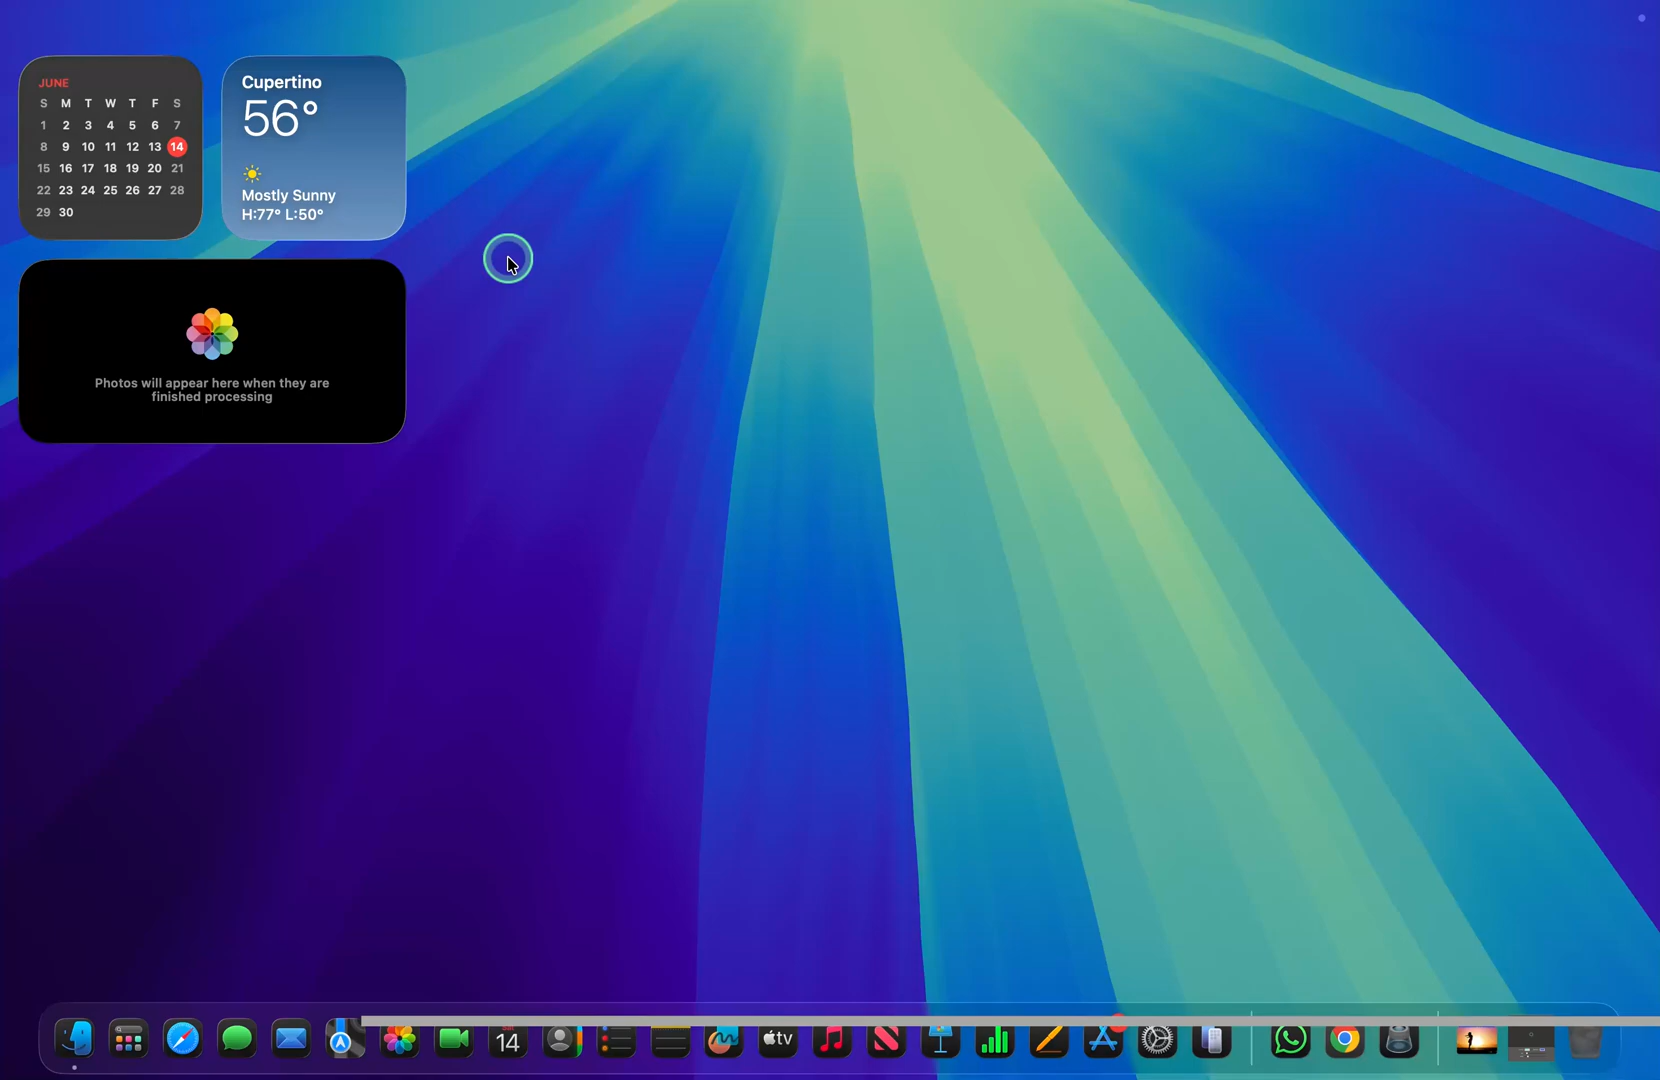 JUNE
S M T W T F S
1 2 3 4 5 6 7
8 9 10 11 12 13 14
15 16 17 18 19 20 21
22 23 24 25 26 27 28
29 30
Cupertino
56°
Mostly Sunny
H:77° L:50°
Photos will appear here when they are
finished processing
14
tv